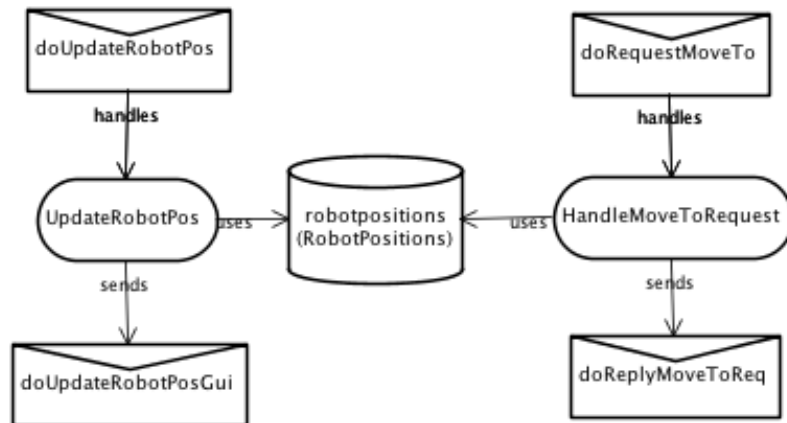 doUpdateRobotPos
doRequestMoveTo
handles
handles
UpdateRobotPos
uses
robotpositions
(RobotPositions)
uses
HandleMoveToRequest
sends
sends
doUpdateRobotPosGui
doReplyMoveToReq